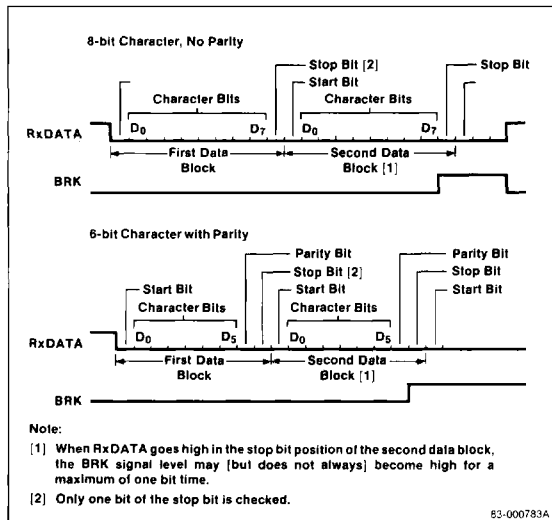 8-bit Character, No Parity
Stop Bit [2]
Stop Bit
Start Bit
Character Bits
Character Bits
D0 D7 D0 D7
RxDATA
First Data Block
Second Data Block [1]
BRK
6-bit Character with Parity
Parity Bit
Parity Bit
Stop Bit [2]
Stop Bit
Start Bit
Start Bit
Start Bit
Character Bits
Character Bits
D0 D5 D0 D5
RxDATA
First Data Block
Second Data Block [1]
BRK
Note:
[1] When RxDATA goes high in the stop bit position of the second data block,
the BRK signal level may [but does not always] become high for a
maximum of one bit time.
[2] Only one bit of the stop bit is checked.
83-000783A